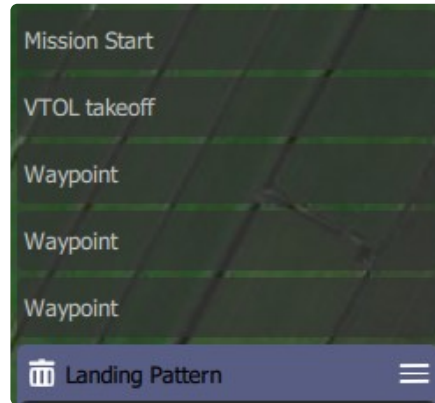 Mission Start
VTOL takeoff
Waypoint
Waypoint
Waypoint
Landing Pattern